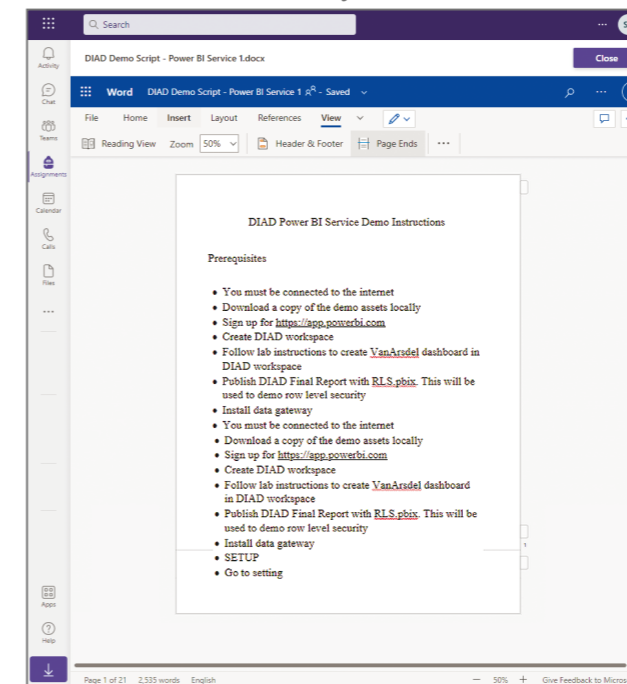 Search
...
S
Activity
Chat
Teams
Assignments
Calendar
Calls
Files
...
Apps
Help
DIAD Demo Script - Power BI Service 1.docx
Close
Word DIAD Demo Script - Power BI Service 1 - Saved
...
File Home Insert Layout References View
Reading View Zoom 50% Header & Footer Page Ends ...
DIAD Power BI Service Demo Instructions
Prerequisites
• You must be connected to the internet
• Download a copy of the demo assets locally
• Sign up for https://app.powerbi.com
• Create DIAD workspace
• Follow lab instructions to create VanArsdel dashboard in
DIAD workspace
• Publish DIAD Final Report with RLS.pbix. This will be
used to demo row level security
• Install data gateway
• You must be connected to the internet
• Download a copy of the demo assets locally
• Sign up for https://app.powerbi.com
• Create DIAD workspace
• Follow lab instructions to create VanArsdel dashboard
in DIAD workspace
• Publish DIAD Final Report with RLS.pbix. This will be
used to demo row level security
• Install data gateway
• SETUP
• Go to setting
1
Page 1 of 21 2,535 words English
— 50% + Give Feedback to Micros